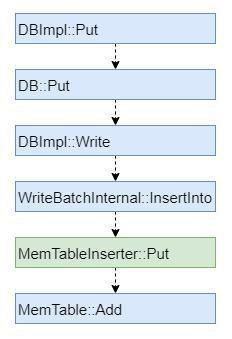 DBImpl::Put
DB::Put
DBImpl::Write
WriteBatchInternal::InsertInto
MemTableInserter::Put
MemTable::Add